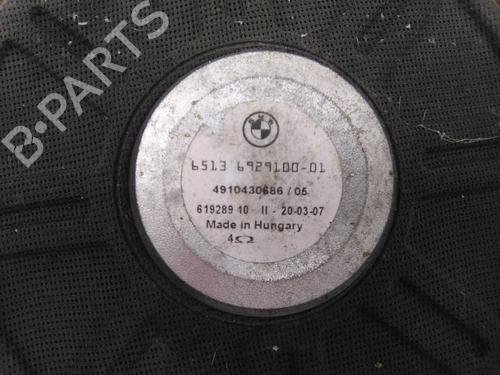 B-PARTS
BMW
6513 6929100-01
4910430686 / 05
619289 10 II - 20-03-07
Made in Hungary
4Ω